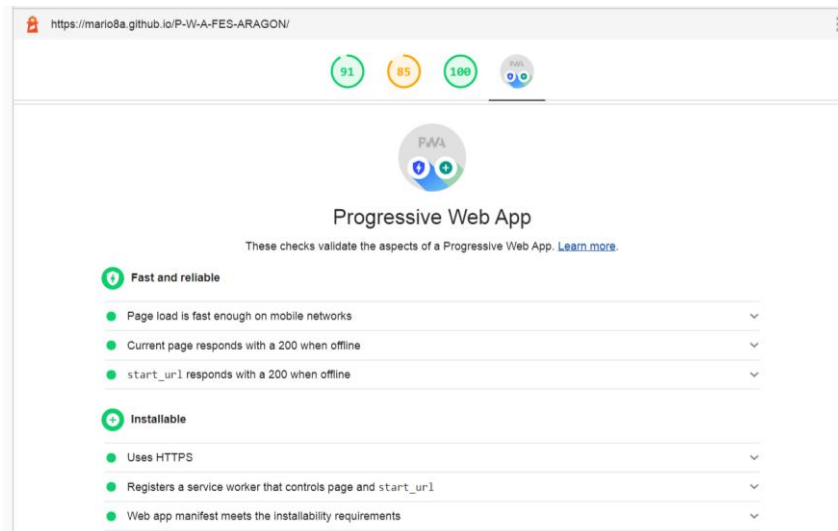 https://mario8a.github.io/P-W-A-FES-ARAGON/
91 85 100 PWA
PWA
Progressive Web App
These checks validate the aspects of a Progressive Web App. Learn more.
Fast and reliable
Page load is fast enough on mobile networks
Current page responds with a 200 when offline
start_url responds with a 200 when offline
Installable
Uses HTTPS
Registers a service worker that controls page and start_url
Web app manifest meets the installability requirements